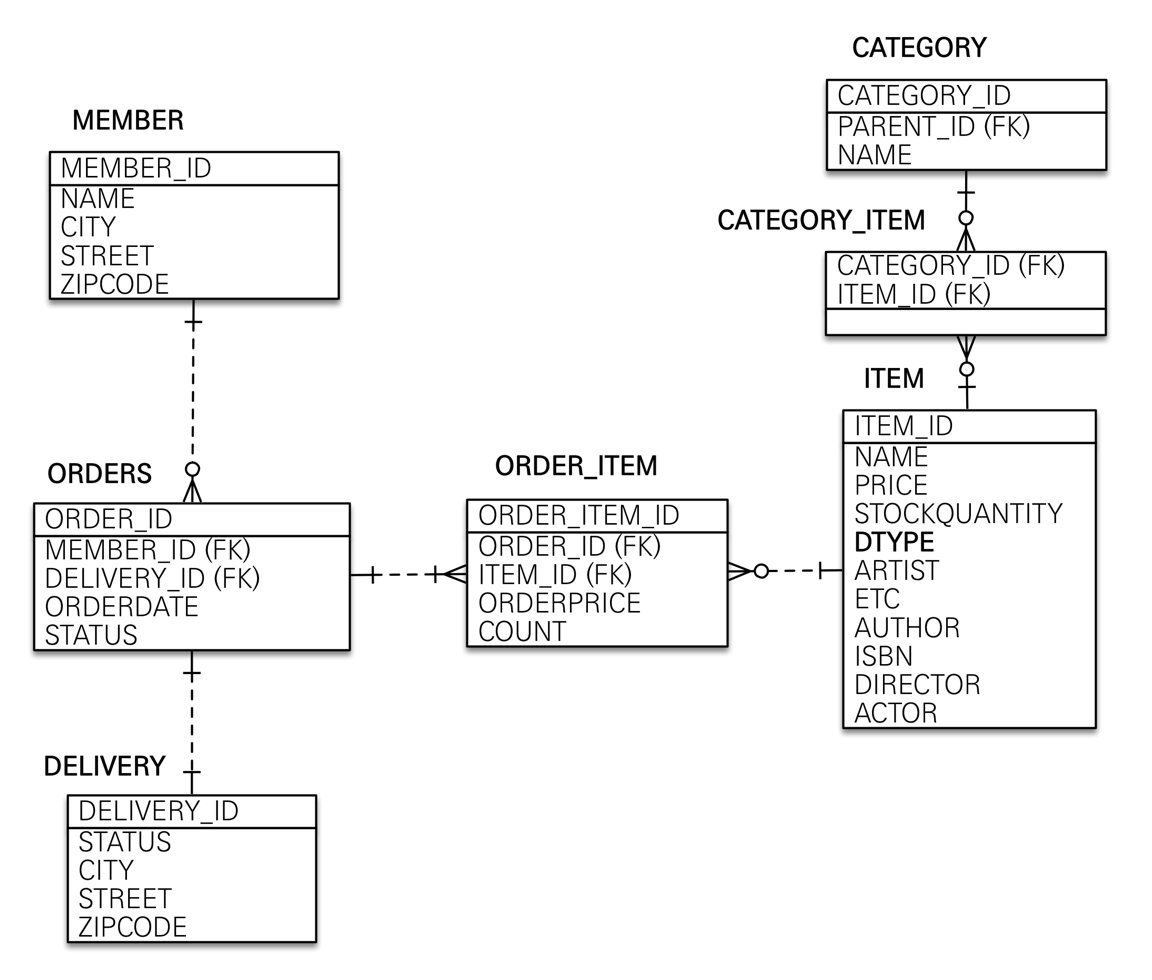 MEMBER
MEMBER_ID
NAME
CITY
STREET
ZIPCODE
ORDERS
ORDER_ID
MEMBER_ID (FK)
DELIVERY_ID (FK)
ORDERDATE
STATUS
DELIVERY
DELIVERY_ID
STATUS
CITY
STREET
ZIPCODE
ORDER_ITEM
ORDER_ITEM_ID
ORDER_ID (FK)
ITEM_ID (FK)
ORDERPRICE
COUNT
CATEGORY
CATEGORY_ID
PARENT_ID (FK)
NAME
CATEGORY_ITEM
CATEGORY_ID (FK)
ITEM_ID (FK)
ITEM
ITEM_ID
NAME
PRICE
STOCKQUANTITY
DTYPE
ARTIST
ETC
AUTHOR
ISBN
DIRECTOR
ACTOR